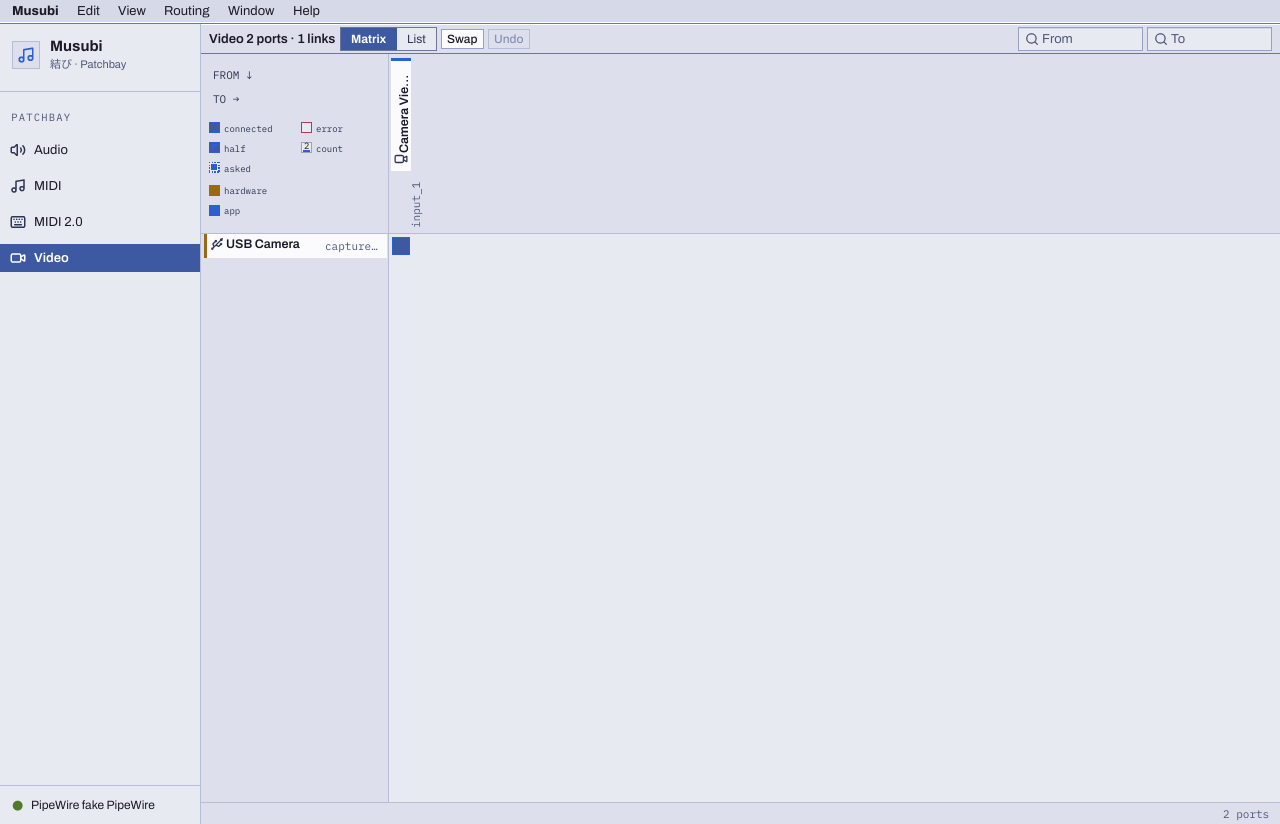 Musubi Edit View Routing Window Help
Musubi
結び · Patchbay
PATCHBAY
Audio
MIDI
MIDI 2.0
Video
PipeWire fake PipeWire
Video 2 ports · 1 links Matrix List Swap Undo From To
FROM ↓
TO →
connected error
half 2 count
asked
hardware
app
Camera Vie...
input_1
USB Camera capture…
2 ports